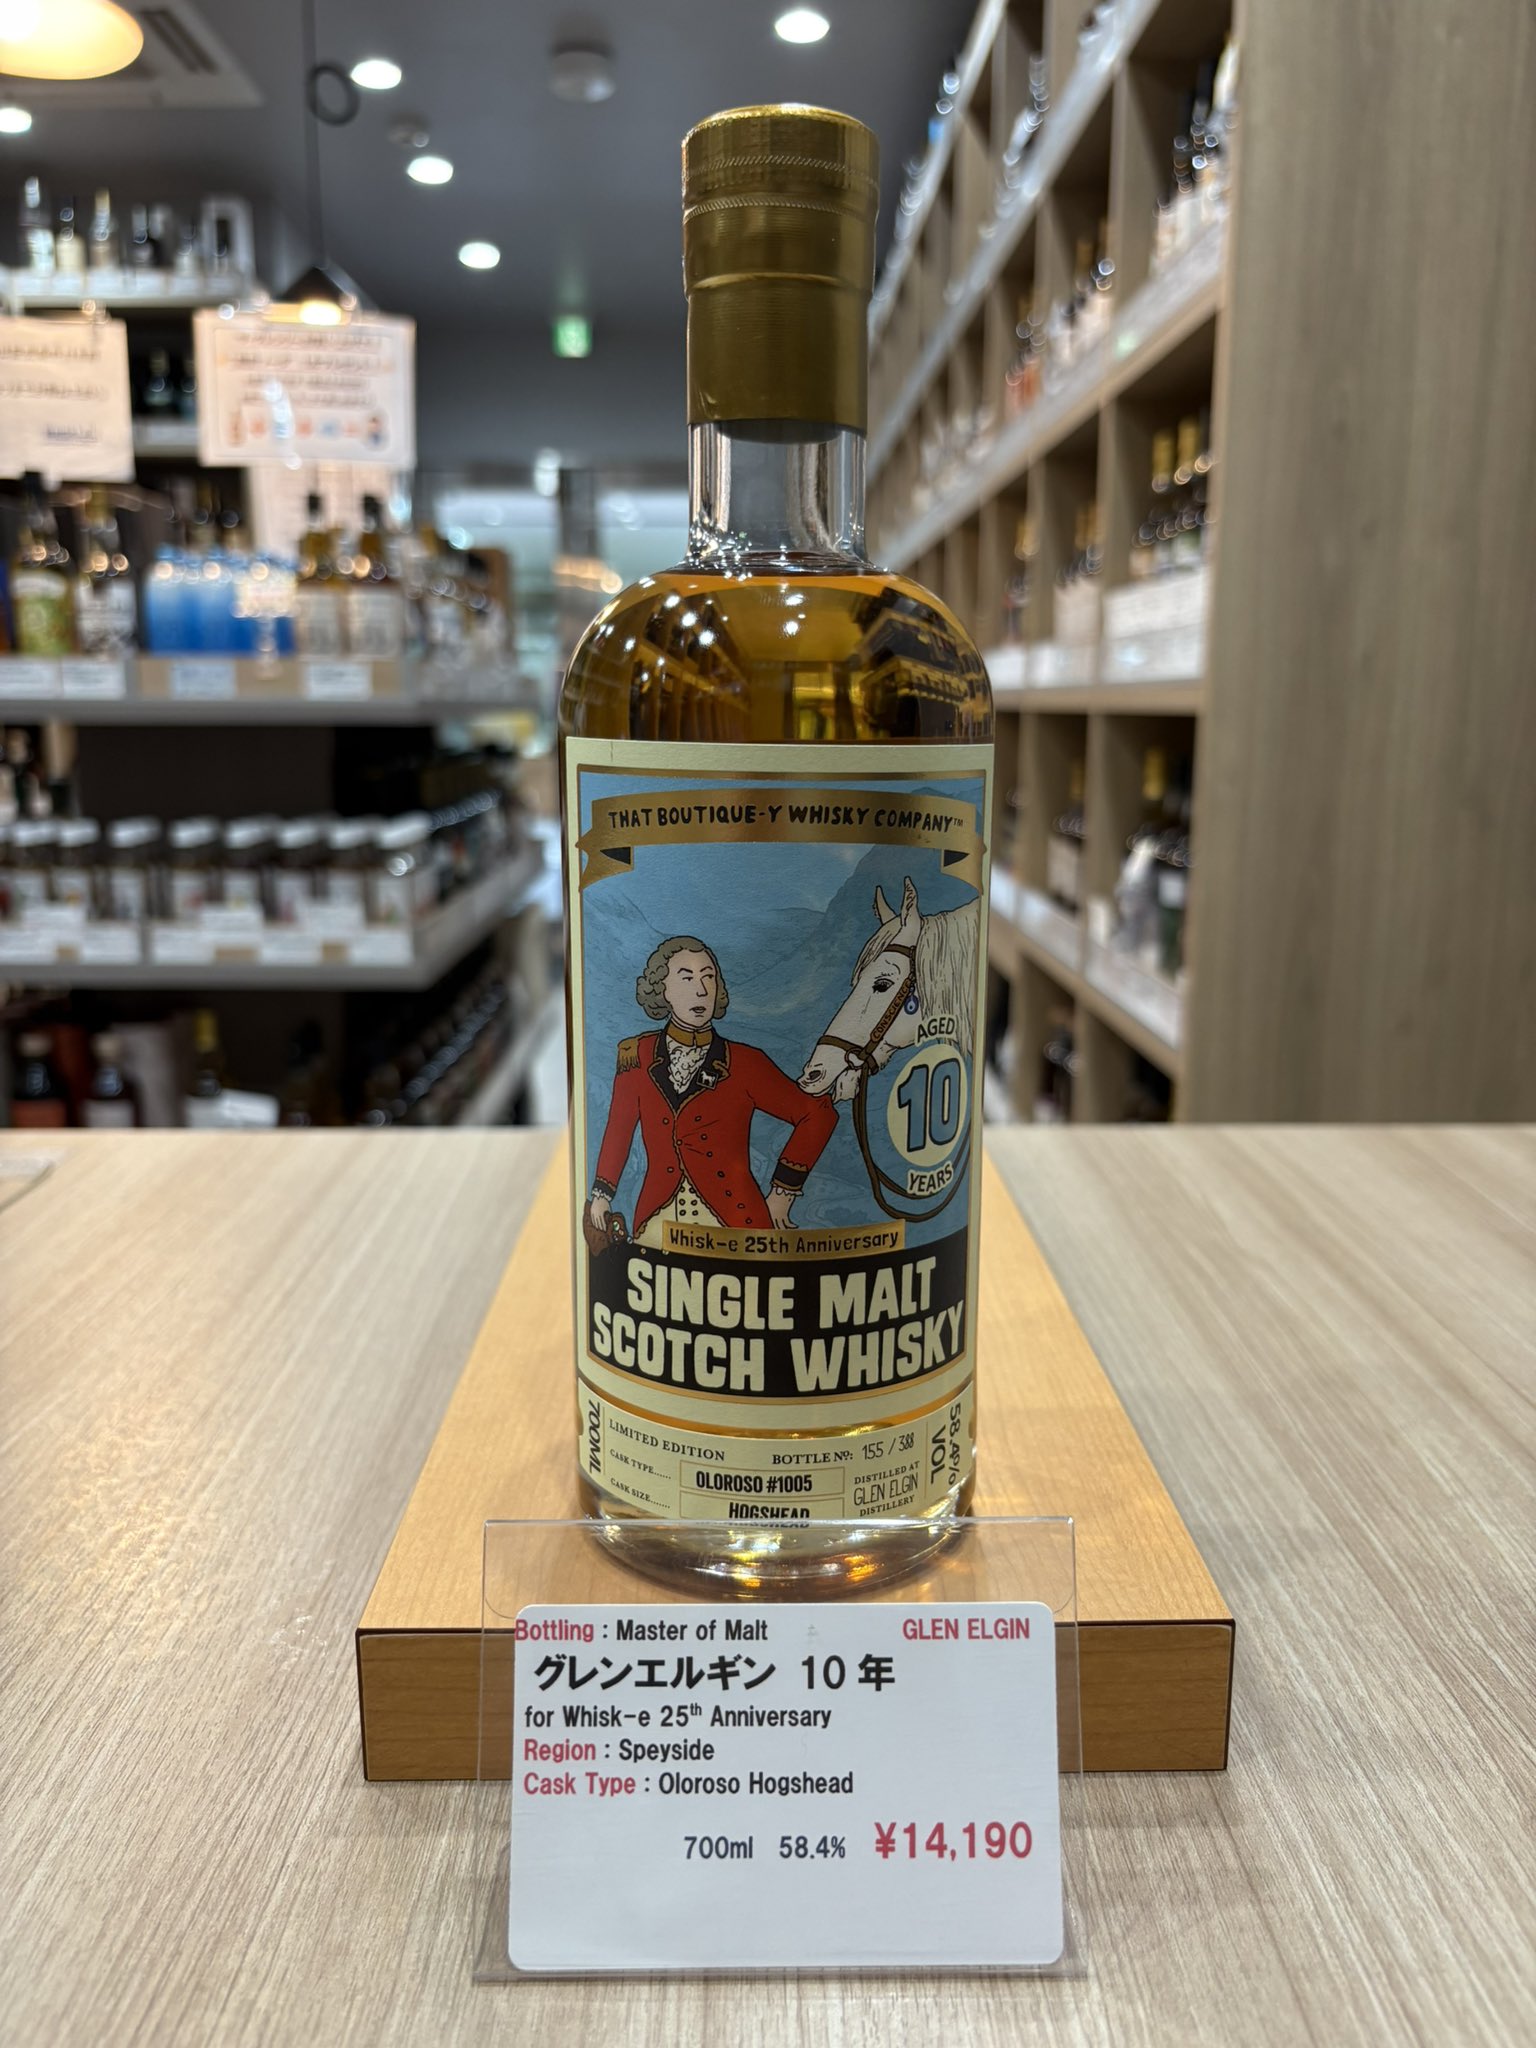 THAT BOUTIQUE-Y WHISKY COMPANY™
CONSCIENCE
AGED
10
YEARS
Whisk-e 25th Anniversary
SINGLE MALT
SCOTCH WHISKY
700ML
LIMITED EDITION
BOTTLE Nº: 155 / 388
CASK TYPE...... OLOROSO #1005
CASK SIZE....... HOGSHEAD
DISTILLED AT
GLEN ELGIN
DISTILLERY
58.4% VOL
Bottling : Master of Malt GLEN ELGIN
グレンエルギン 10 年
for Whisk-e 25th Anniversary
Region : Speyside
Cask Type : Oloroso Hogshead
700ml 58.4% ¥14,190